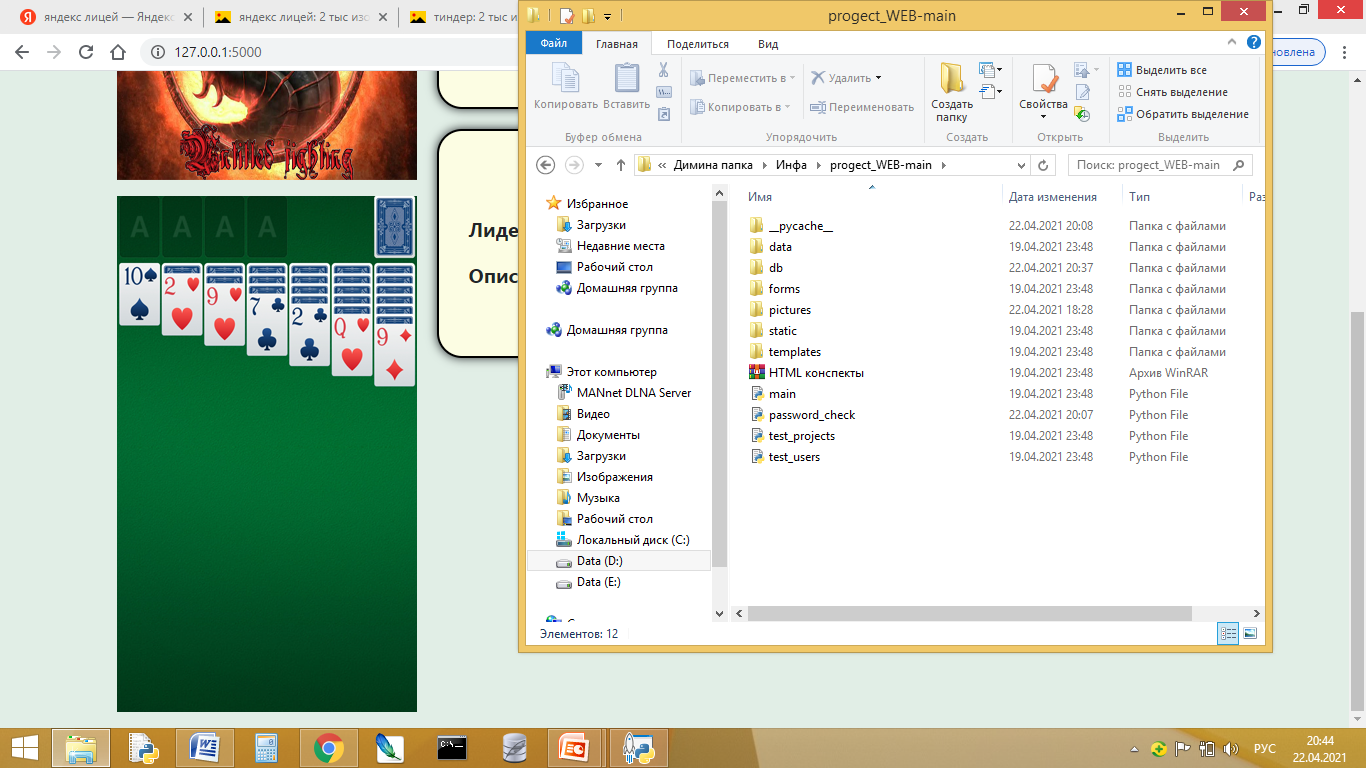 яндекс лицей — Яндекс
яндекс лицей: 2 тыс изо
тиндер: 2 тыс и
127.0.0.1:5000
новлена
progect_WEB-main
Файл
Главная
Поделиться
Вид
Копировать
Вставить
Переместить в
Копировать в
Удалить
Переименовать
Создать папку
Свойства
Выделить все
Снять выделение
Обратить выделение
Буфер обмена
Упорядочить
Создать
Открыть
Выделить
« Димина папка Инфа progect_WEB-main
Поиск: progect_WEB-main
Избранное
Загрузки
Недавние места
Рабочий стол
Домашняя группа
Домашняя группа
Этот компьютер
MANnet DLNA Server
Видео
Документы
Загрузки
Изображения
Музыка
Рабочий стол
Локальный диск (C:)
Data (D:)
Data (E:)
Имя Дата изменения Тип Раз
__pycache__ 22.04.2021 20:08 Папка с файлами
data 19.04.2021 23:48 Папка с файлами
db 22.04.2021 20:37 Папка с файлами
forms 19.04.2021 23:48 Папка с файлами
pictures 22.04.2021 18:28 Папка с файлами
static 19.04.2021 23:48 Папка с файлами
templates 19.04.2021 23:48 Папка с файлами
HTML конспекты 19.04.2021 23:48 Архив WinRAR
main 19.04.2021 23:48 Python File
password_check 22.04.2021 20:07 Python File
test_projects 19.04.2021 23:48 Python File
test_users 19.04.2021 23:48 Python File
Элементов: 12
A A A A
10 2 9 7 2 Q 9
Лиде
Опис
C:\
РУС
20:44
22.04.2021